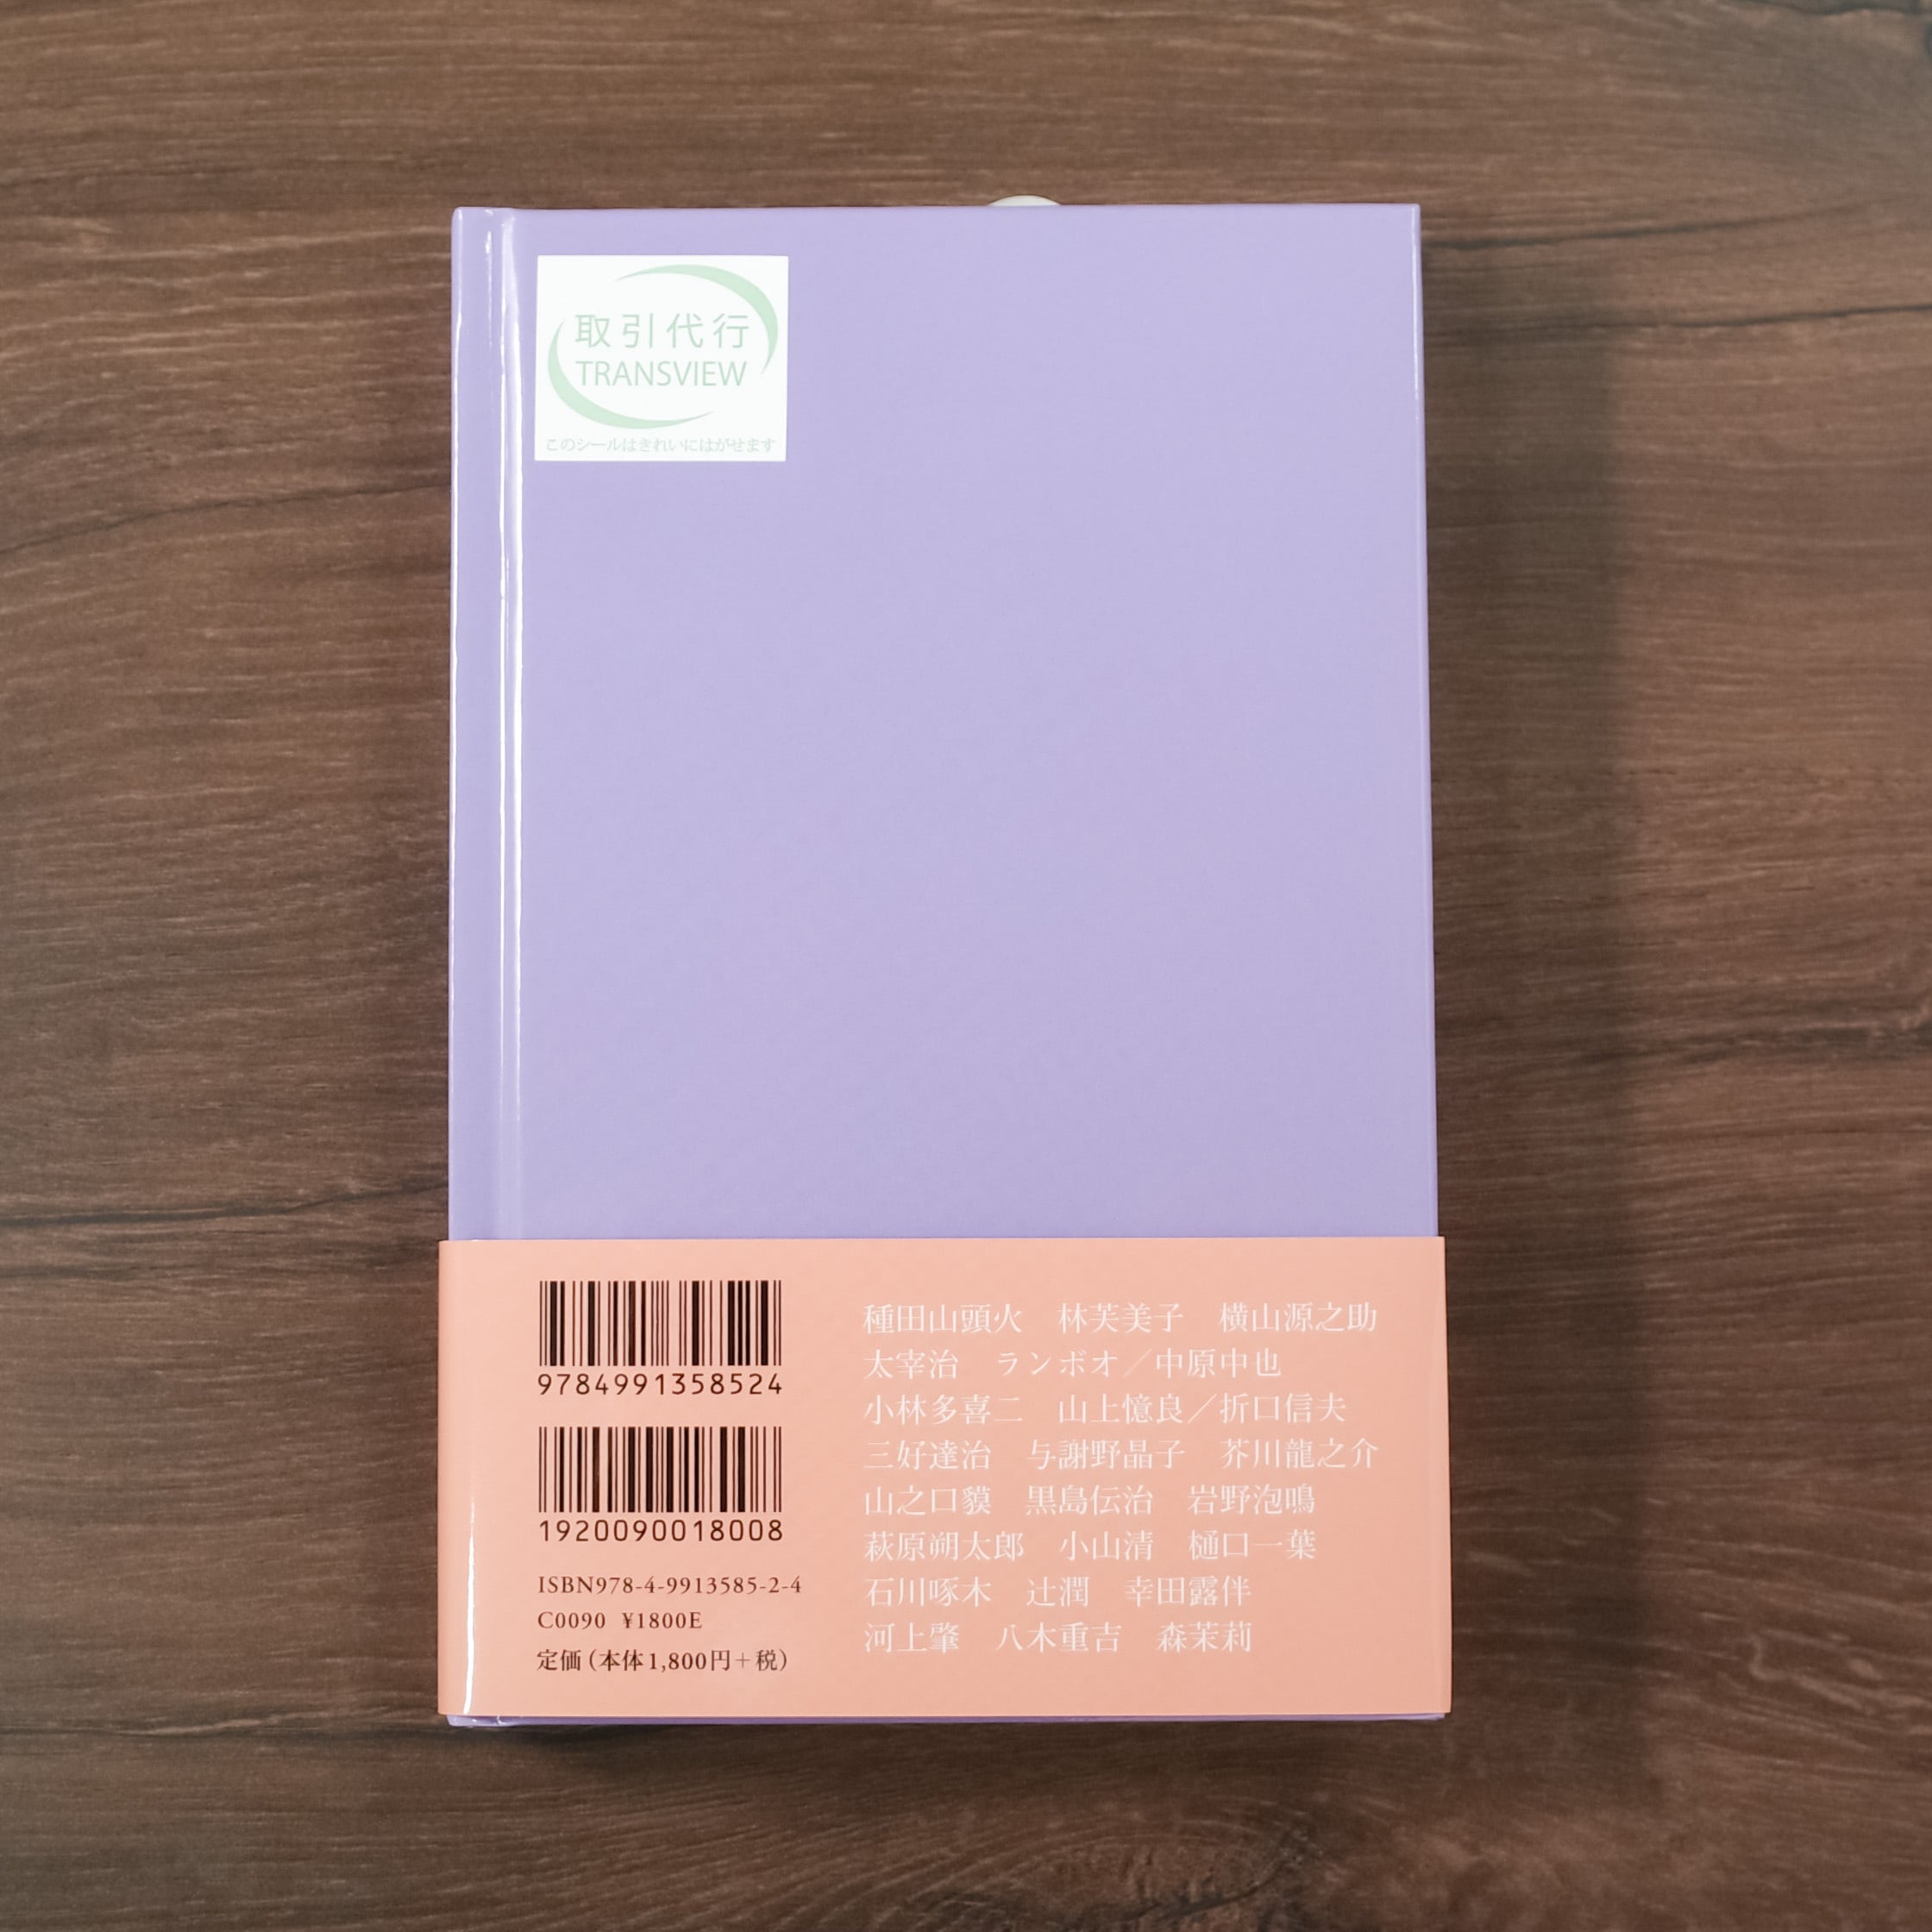 取引代行
TRANSVIEW
このシールはきれいにはがせます
9784991358524
1920090018008
ISBN978-4-9913585-2-4
C0090 ¥1800E
定価（本体1,800円＋税）
種田山頭火　林芙美子　横山源之助
太宰治　ランボオ／中原中也
小林多喜二　山上憶良／折口信夫
三好達治　与謝野晶子　芥川龍之介
山之口貘　黒島伝治　岩野泡鳴
萩原朔太郎　小山清　樋口一葉
石川啄木　辻潤　幸田露伴
河上肇　八木重吉　森茉莉